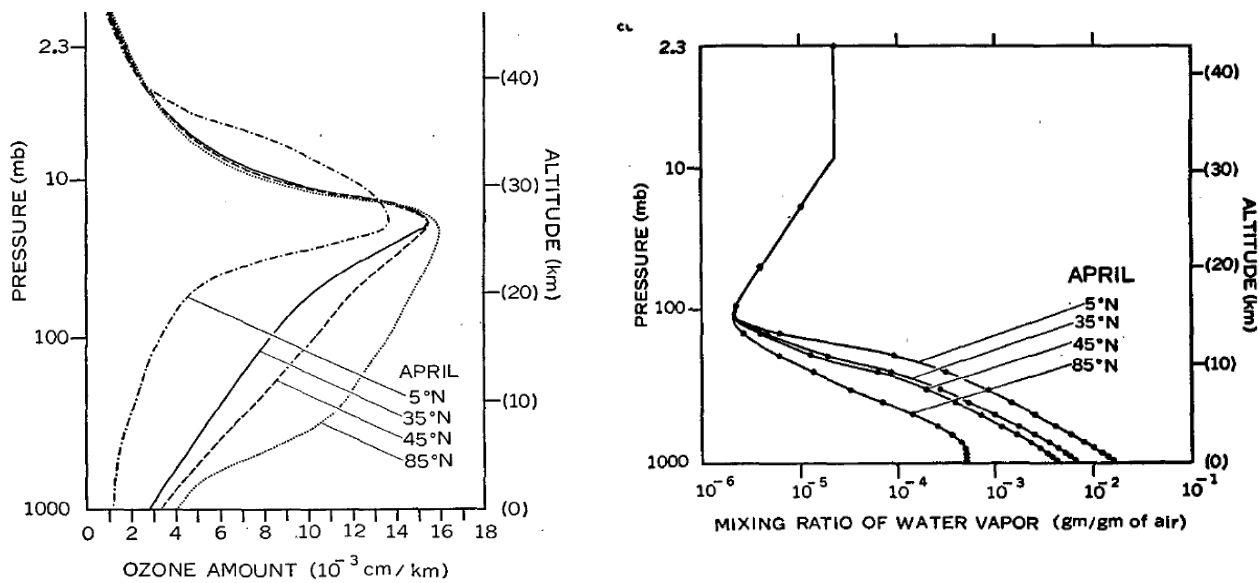 2.3
10
100
1000
PRESSURE (mb)
0 2 4 6 8 10 12 14 16 18
OZONE AMOUNT (10⁻³ cm/km)
(40)
(30)
(20)
(10)
(0)
ALTITUDE (km)
APRIL
5°N
35°N
45°N
85°N
2.3
10
100
1000
PRESSURE (mb)
10⁻⁶ 10⁻⁵ 10⁻⁴ 10⁻³ 10⁻² 10⁻¹
MIXING RATIO OF WATER VAPOR (gm/gm of air)
(40)
(30)
(20)
(10)
(0)
ALTITUDE (km)
APRIL
5°N
35°N
45°N
85°N